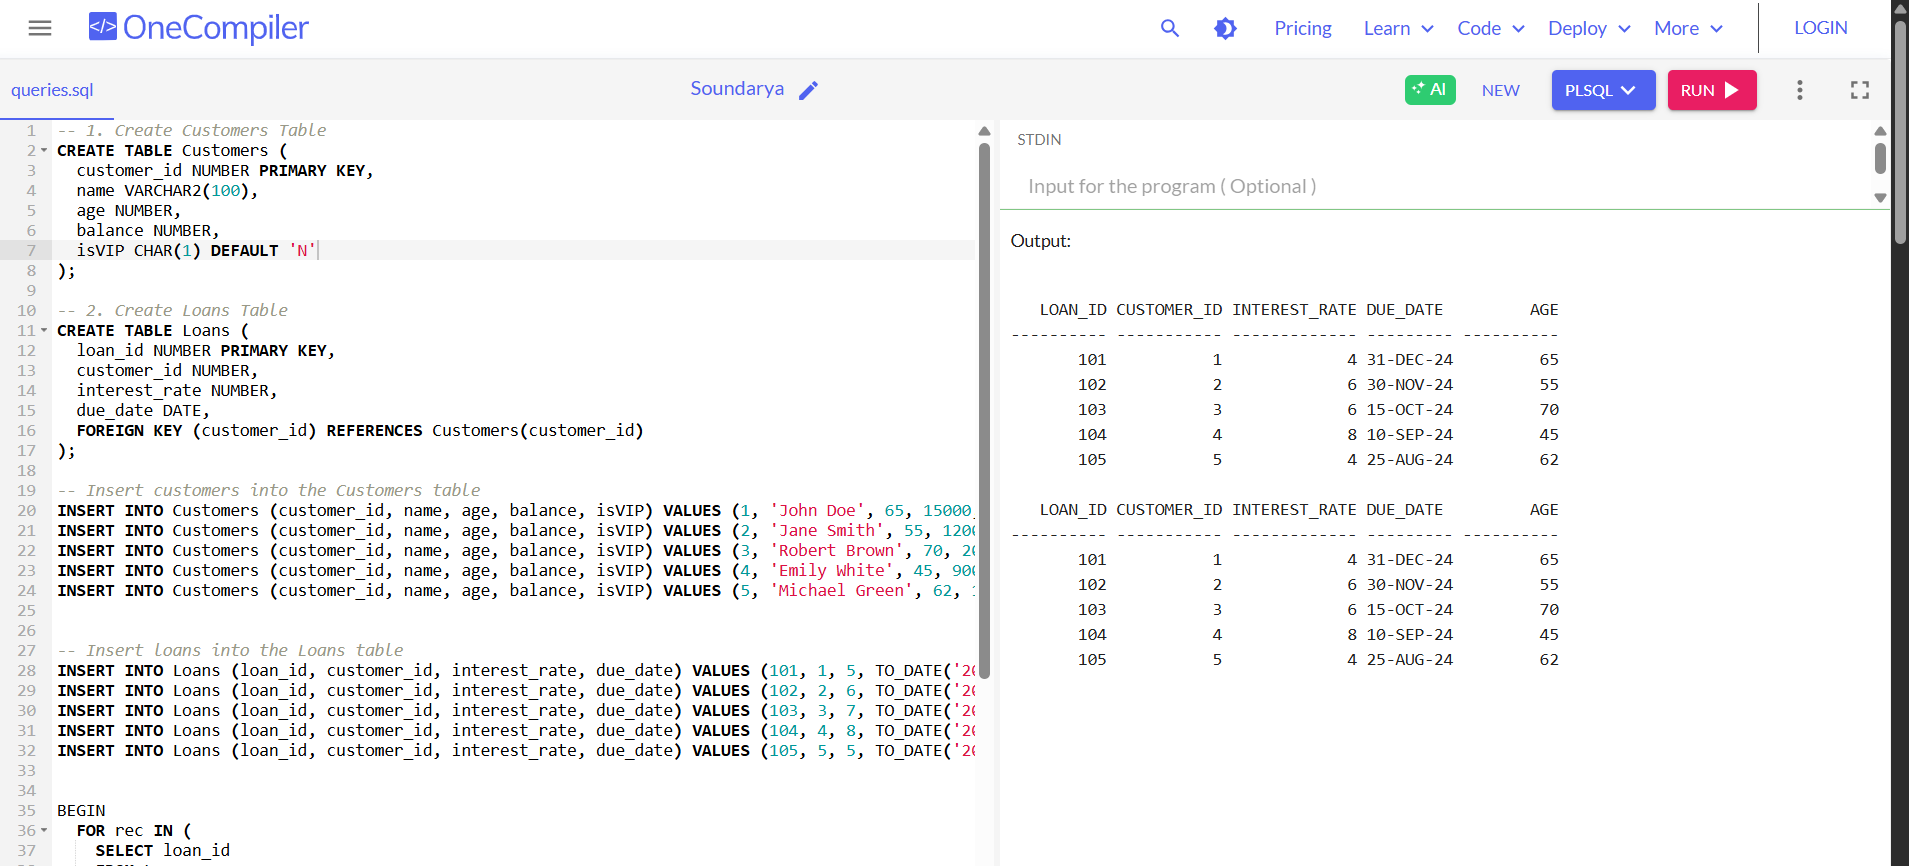 OneCompiler
Pricing Learn Code Deploy More LOGIN
queries.sql Soundarya AI NEW PLSQL RUN
1 -- 1. Create Customers Table
2 CREATE TABLE Customers (
3 customer_id NUMBER PRIMARY KEY,
4 name VARCHAR2(100),
5 age NUMBER,
6 balance NUMBER,
7 isVIP CHAR(1) DEFAULT 'N'
8 );
9
10 -- 2. Create Loans Table
11 CREATE TABLE Loans (
12 loan_id NUMBER PRIMARY KEY,
13 customer_id NUMBER,
14 interest_rate NUMBER,
15 due_date DATE,
16 FOREIGN KEY (customer_id) REFERENCES Customers(customer_id)
17 );
18
19 -- Insert customers into the Customers table
20 INSERT INTO Customers (customer_id, name, age, balance, isVIP) VALUES (1, 'John Doe', 65, 15000,
21 INSERT INTO Customers (customer_id, name, age, balance, isVIP) VALUES (2, 'Jane Smith', 55, 120
22 INSERT INTO Customers (customer_id, name, age, balance, isVIP) VALUES (3, 'Robert Brown', 70, 2
23 INSERT INTO Customers (customer_id, name, age, balance, isVIP) VALUES (4, 'Emily White', 45, 90
24 INSERT INTO Customers (customer_id, name, age, balance, isVIP) VALUES (5, 'Michael Green', 62,
25
26
27 -- Insert loans into the Loans table
28 INSERT INTO Loans (loan_id, customer_id, interest_rate, due_date) VALUES (101, 1, 5, TO_DATE('2
29 INSERT INTO Loans (loan_id, customer_id, interest_rate, due_date) VALUES (102, 2, 6, TO_DATE('2
30 INSERT INTO Loans (loan_id, customer_id, interest_rate, due_date) VALUES (103, 3, 7, TO_DATE('2
31 INSERT INTO Loans (loan_id, customer_id, interest_rate, due_date) VALUES (104, 4, 8, TO_DATE('2
32 INSERT INTO Loans (loan_id, customer_id, interest_rate, due_date) VALUES (105, 5, 5, TO_DATE('2
33
34
35 BEGIN
36 FOR rec IN (
37 SELECT loan_id
STDIN
Input for the program ( Optional )
Output:
LOAN_ID CUSTOMER_ID INTEREST_RATE DUE_DATE AGE
---------- ----------- ------------- --------- ----------
101 1 4 31-DEC-24 65
102 2 6 30-NOV-24 55
103 3 6 15-OCT-24 70
104 4 8 10-SEP-24 45
105 5 4 25-AUG-24 62
LOAN_ID CUSTOMER_ID INTEREST_RATE DUE_DATE AGE
---------- ----------- ------------- --------- ----------
101 1 4 31-DEC-24 65
102 2 6 30-NOV-24 55
103 3 6 15-OCT-24 70
104 4 8 10-SEP-24 45
105 5 4 25-AUG-24 62